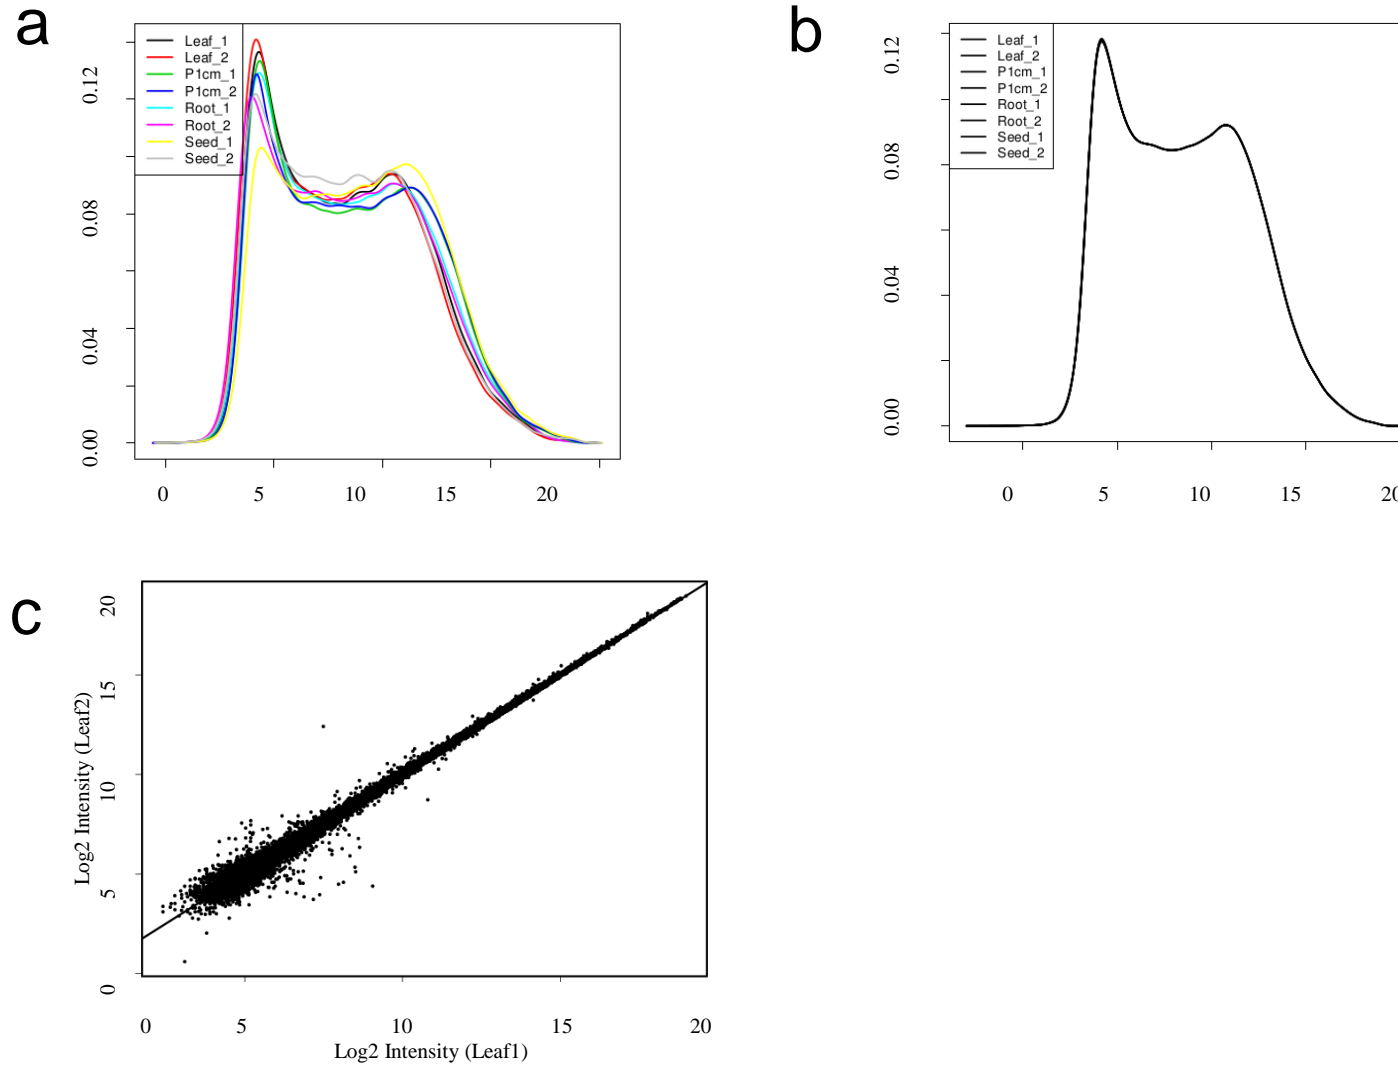 a
Leaf_1
Leaf_2
P1cm_1
P1cm_2
Root_1
Root_2
Seed_1
Seed_2
0.12
0.08
0.04
0.00
0 5 10 15 20
b
Leaf_1
Leaf_2
P1cm_1
P1cm_2
Root_1
Root_2
Seed_1
Seed_2
0.12
0.08
0.04
0.00
0 5 10 15 20
c
Log2 Intensity (Leaf2)
20
15
10
5
0
0 5 10 15 20
Log2 Intensity (Leaf1)